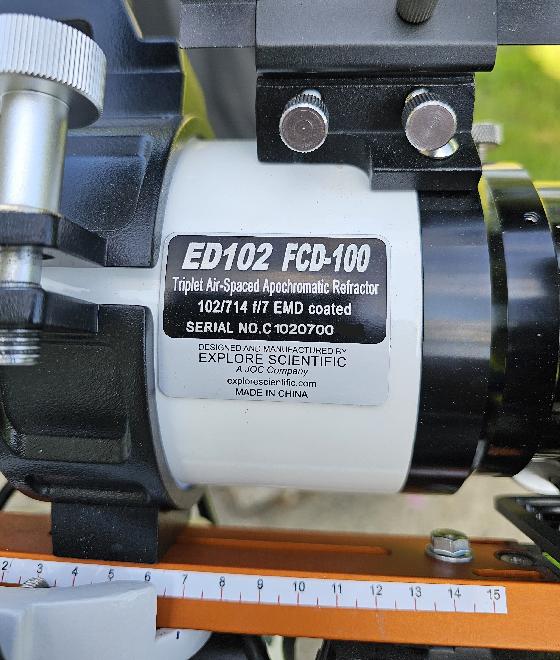 ED102 FCD-100
Triplet Air-Spaced Apochromatic Refractor
102/714 f/7 EMD coated
SERIAL NO.C1020700
DESIGNED AND MANUFACTURED BY
EXPLORE SCIENTIFIC
A JOC Company
explorescientific.com
MADE IN CHINA
2 3 4 5 6 7 8 9 10 11 12 13 14 15